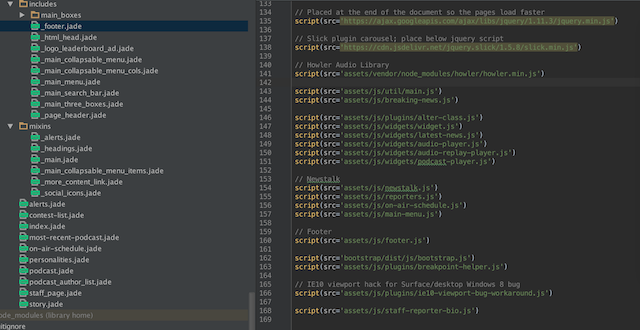 includes
main_boxes
_footer.jade
_html_head.jade
_logo_leaderboard_ad.jade
_main_collapsable_menu.jade
_main_collapsable_menu_cols.jade
_main_menu.jade
_main_search_bar.jade
_main_three_boxes.jade
_page_header.jade
mixins
_alerts.jade
_headings.jade
_main.jade
_main_collapsable_menu_items.jade
_more_content_link.jade
_social_icons.jade
alerts.jade
contest-list.jade
index.jade
most-recent-podcast.jade
on-air-schedule.jade
personalities.jade
podcast.jade
podcast_author_list.jade
staff_page.jade
story.jade
node_modules (library home)
gitignore
133
134 // Placed at the end of the document so the pages load faster
135 script(src='https://ajax.googleapis.com/ajax/libs/jquery/1.11.3/jquery.min.js')
136
137 // Slick plugin carousel; place below jquery script
138 script(src='https://cdn.jsdelivr.net/jquery.slick/1.5.8/slick.min.js')
139
140 // Howler Audio Library
141 script(src='assets/vendor/node_modules/howler/howler.min.js')
142
143 script(src='assets/js/util/main.js')
144 script(src='assets/js/breaking-news.js')
145
146 script(src='assets/js/plugins/alter-class.js')
147 script(src='assets/js/widgets/widget.js')
148 script(src='assets/js/widgets/latest-news.js')
149 script(src='assets/js/widgets/audio-player.js')
150 script(src='assets/js/widgets/audio-replay-player.js')
151 script(src='assets/js/widgets/podcast-player.js')
152
153 // Newstalk
154 script(src='assets/js/newstalk.js')
155 script(src='assets/js/reporters.js')
156 script(src='assets/js/on-air-schedule.js')
157 script(src='assets/js/main-menu.js')
158
159 // Footer
160 script(src='assets/js/footer.js')
161
162 script(src='bootstrap/dist/js/bootstrap.js')
163 script(src='assets/js/plugins/breakpoint-helper.js')
164
165 // IE10 viewport hack for Surface/desktop Windows 8 bug
166 script(src='assets/js/plugins/ie10-viewport-bug-workaround.js')
167
168 script(src='assets/js/staff-reporter-bio.js')
169